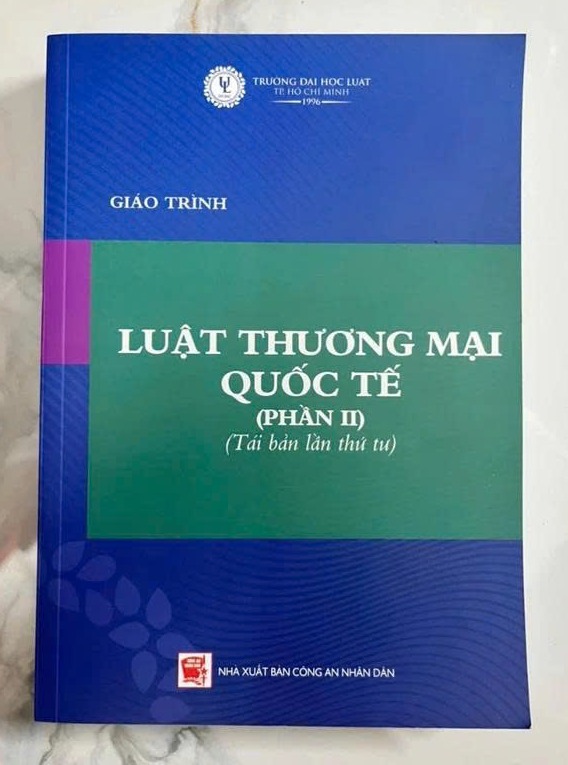 TRƯỜNG ĐẠI HỌC LUẬT
TP. HỒ CHÍ MINH
1996
GIÁO TRÌNH
LUẬT THƯƠNG MẠI
QUỐC TẾ
(PHẦN II)
(Tái bản lần thứ tư)
NHÀ XUẤT BẢN CÔNG AN NHÂN DÂN